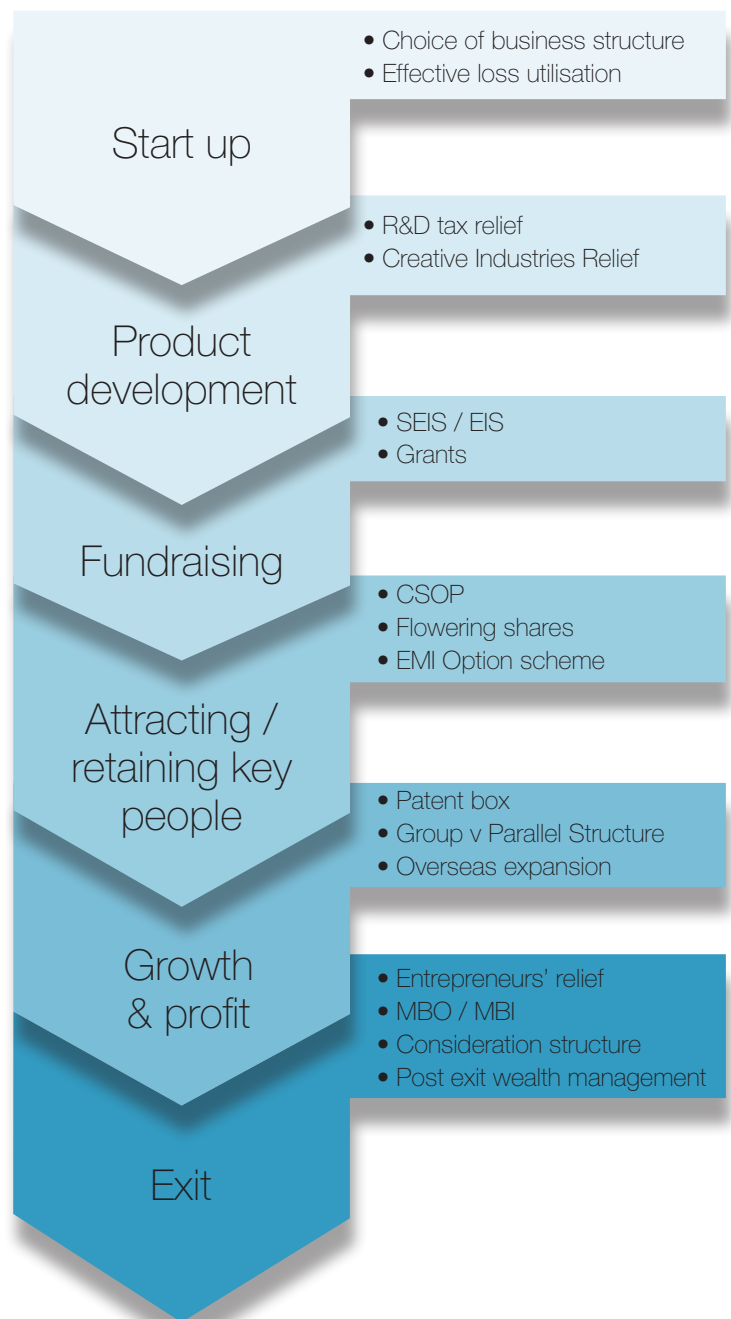 • Choice of business structure
• Effective loss utilisation
Start up
• R&D tax relief
• Creative Industries Relief
Product
development
• SEIS / EIS
• Grants
Fundraising
• CSOP
• Flowering shares
• EMI Option scheme
Attracting /
retaining key
people
• Patent box
• Group v Parallel Structure
• Overseas expansion
Growth
& profit
• Entrepreneurs’ relief
• MBO / MBI
• Consideration structure
• Post exit wealth management
Exit